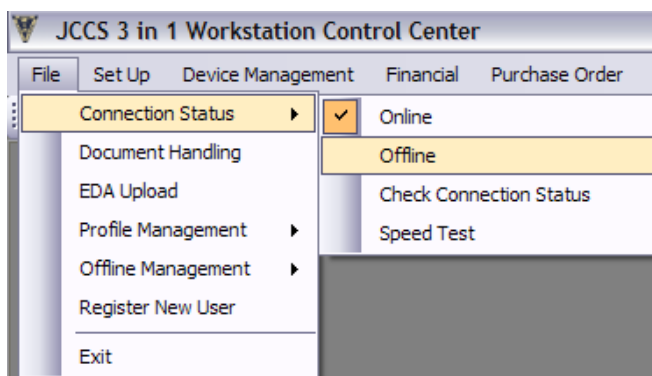 JCCS 3 in 1 Workstation Control Center
File Set Up Device Management Financial Purchase Order
Connection Status
Document Handling
EDA Upload
Profile Management
Offline Management
Register New User
Exit
Online
Offline
Check Connection Status
Speed Test